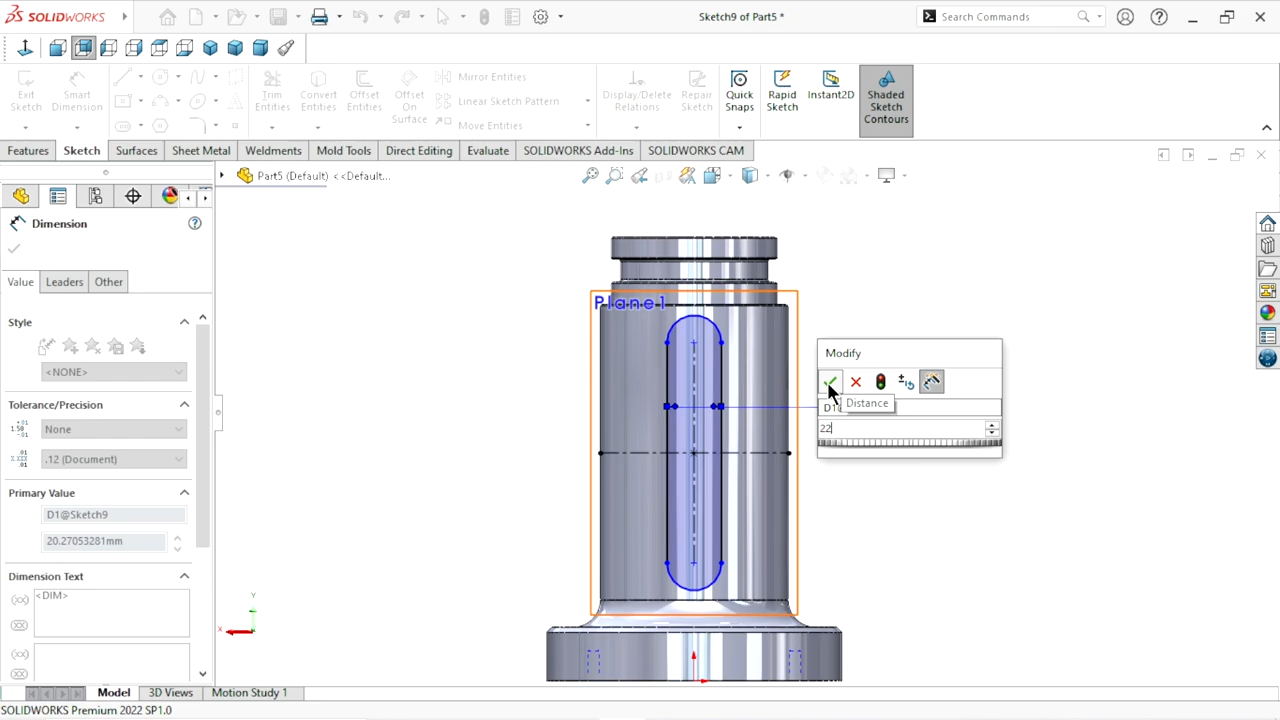 SOLIDWORKS
Sketch9 of Part5 *
Search Commands
Exit Sketch
Smart Dimension
Trim Entities
Convert Entities
Offset Entities
Offset On Surface
Mirror Entities
Linear Sketch Pattern
Move Entities
Display/Delete Relations
Repair Sketch
Quick Snaps
Rapid Sketch
Instant2D
Shaded Sketch Contours
Features
Sketch
Surfaces
Sheet Metal
Weldments
Mold Tools
Direct Editing
Evaluate
SOLIDWORKS Add-Ins
SOLIDWORKS CAM
Part5 (Default) <<Default...
Dimension
Value
Leaders
Other
Style
<NONE>
Tolerance/Precision
None
.12 (Document)
Primary Value
D1@Sketch9
20.27053281mm
Dimension Text
<DIM>
Plane1
Modify
Distance
22
Y
X
Model
3D Views
Motion Study 1
SOLIDWORKS Premium 2022 SP1.0